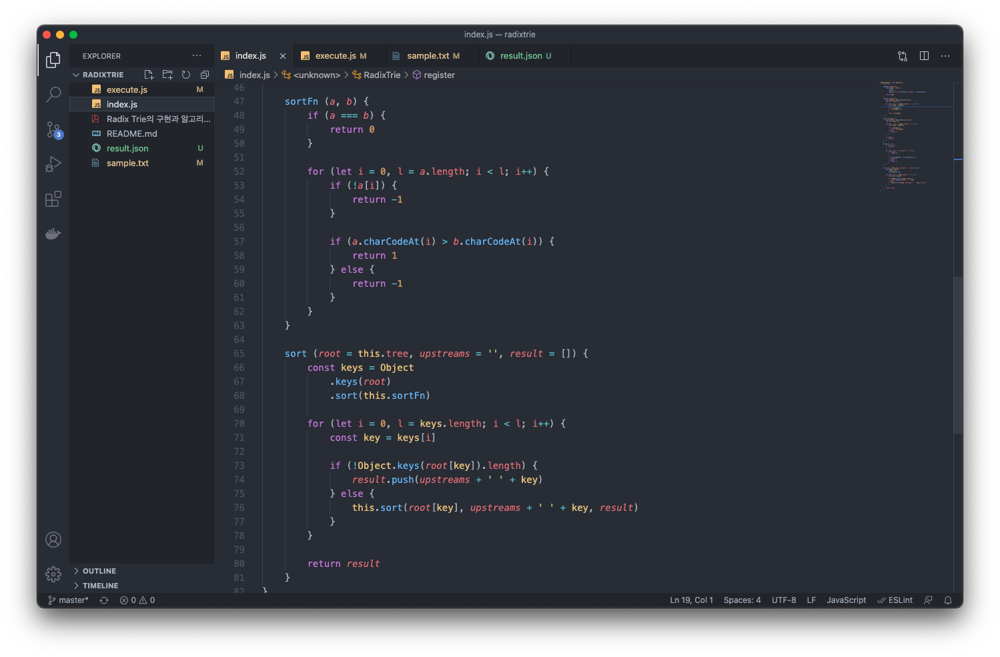 index.js — radixtrie
EXPLORER
index.js
execute.js M
sample.txt M
result.json U
RADIXTRIE
index.js > <unknown> > RadixTrie > register
execute.js M
index.js
Radix Trie의 구현과 알고리...
README.md
result.json U
sample.txt M
3
46
47 sortFn (a, b) {
48 if (a === b) {
49 return 0
50 }
51
52 for (let i = 0, l = a.length; i < l; i++) {
53 if (!a[i]) {
54 return -1
55 }
56
57 if (a.charCodeAt(i) > b.charCodeAt(i)) {
58 return 1
59 } else {
60 return -1
61 }
62 }
63 }
64
65 sort (root = this.tree, upstreams = '', result = []) {
66 const keys = Object
67 .keys(root)
68 .sort(this.sortFn)
69
70 for (let i = 0, l = keys.length; i < l; i++) {
71 const key = keys[i]
72
73 if (!Object.keys(root[key]).length) {
74 result.push(upstreams + ' ' + key)
75 } else {
76 this.sort(root[key], upstreams + ' ' + key, result)
77 }
78 }
79
80 return result
81 }
82 }
OUTLINE
TIMELINE
master* 0 0
Ln 19, Col 1 Spaces: 4 UTF-8 LF JavaScript ESLint